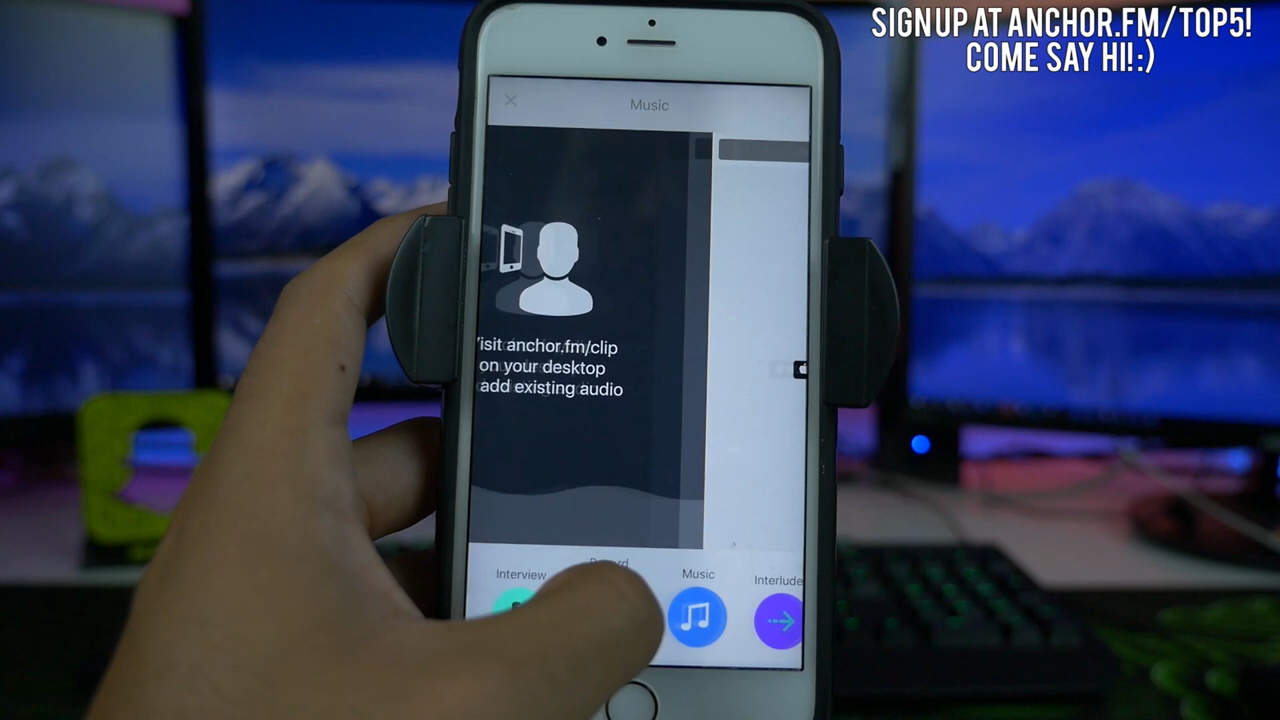 SIGN UP AT ANCHOR.FM/TOP5!
COME SAY HI!:)
Music
isit anchor.fm/clip
on your desktop
add existing audio
Interview
Music
Interlude